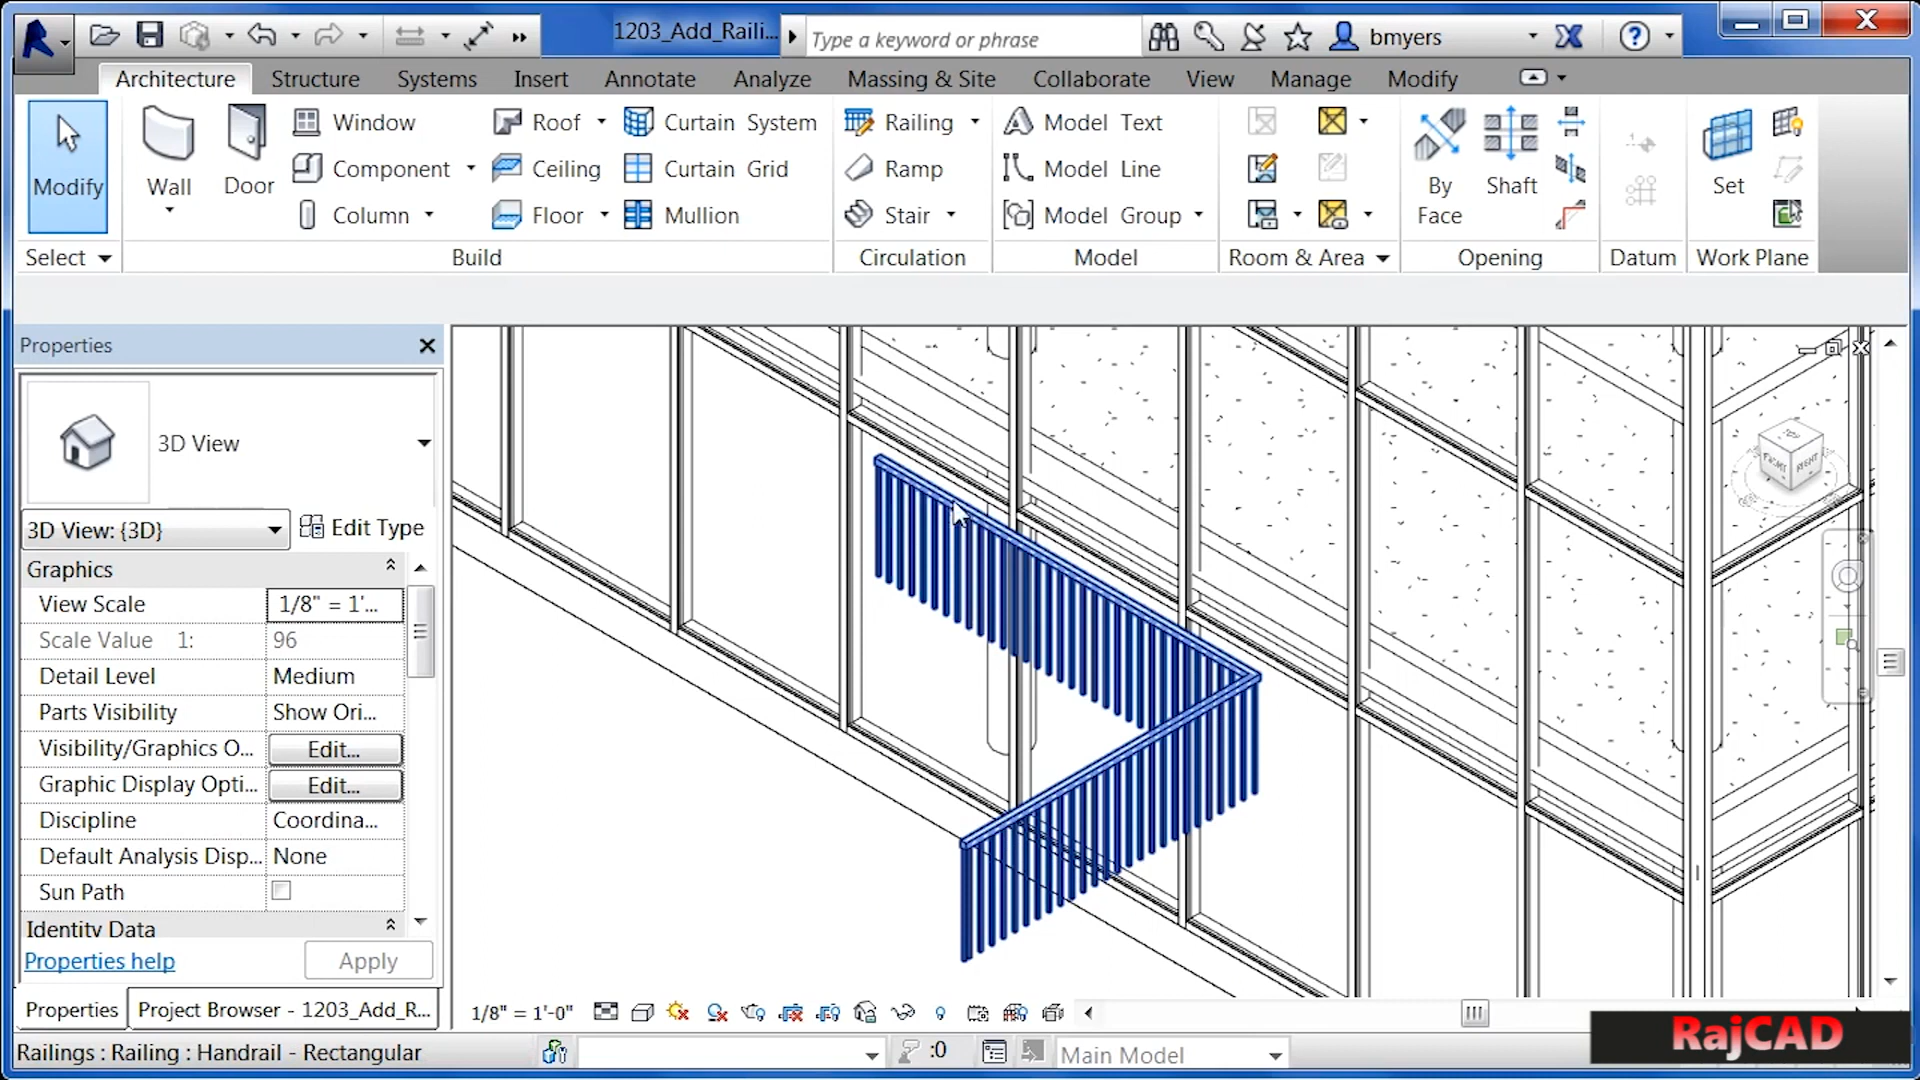 1203_Add_Raili...
Type a keyword or phrase
bmyers
Architecture Structure Systems Insert Annotate Analyze Massing & Site Collaborate View Manage Modify
Modify
Wall
Door
Window
Component
Column
Roof
Ceiling
Floor
Curtain System
Curtain Grid
Mullion
Railing
Ramp
Stair
Model Text
Model Line
Model Group
By Face
Shaft
Set
Select Build Circulation Model Room & Area Opening Datum Work Plane
Properties
3D View
3D View: {3D} Edit Type
Graphics
View Scale 1/8" = 1'...
Scale Value 1: 96
Detail Level Medium
Parts Visibility Show Ori...
Visibility/Graphics O... Edit...
Graphic Display Opti... Edit...
Discipline Coordina...
Default Analysis Disp... None
Sun Path
Identity Data
Properties help Apply
Properties Project Browser - 1203_Add_R...
1/8" = 1'-0"
Railings : Railing : Handrail - Rectangular
:0
Main Model
TOP
FRONT
RIGHT
RajCAD